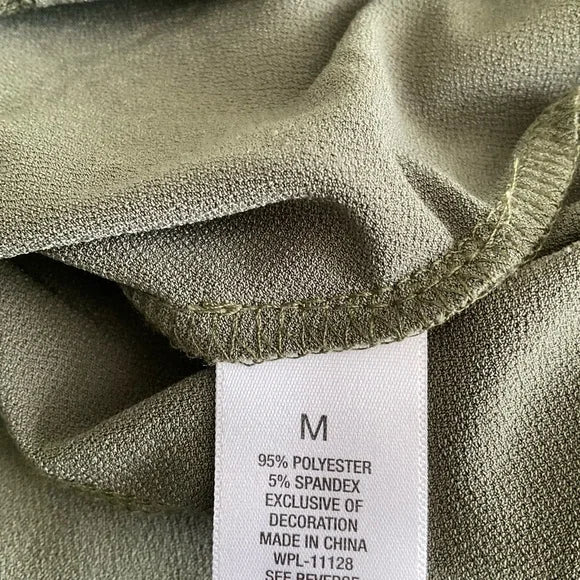 M
95% POLYESTER
5% SPANDEX
EXCLUSIVE OF
DECORATION
MADE IN CHINA
WPL-11128
SEE REVERSE